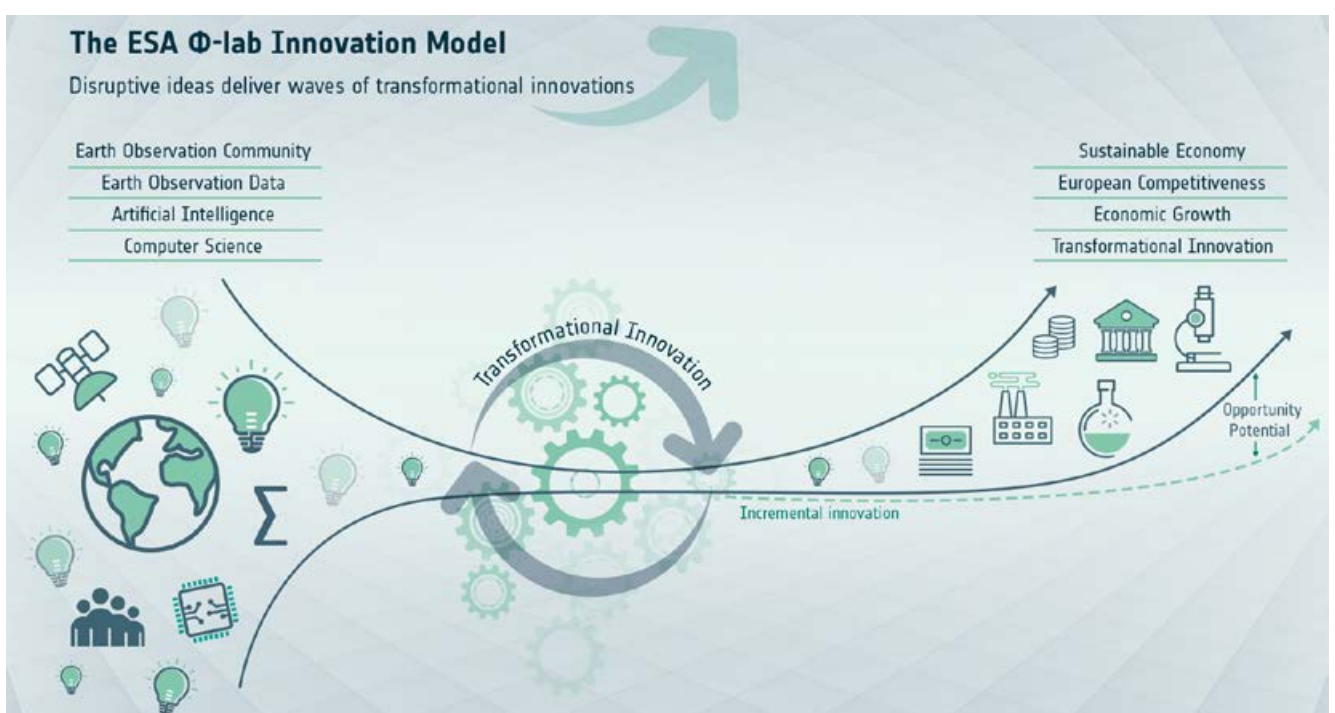 The ESA Φ-lab Innovation Model
Disruptive ideas deliver waves of transformational innovations
Earth Observation Community
Earth Observation Data
Artificial Intelligence
Computer Science
Sustainable Economy
European Competitiveness
Economic Growth
Transformational Innovation
Transformational Innovation
Opportunity
Potential
Incremental innovation
Σ